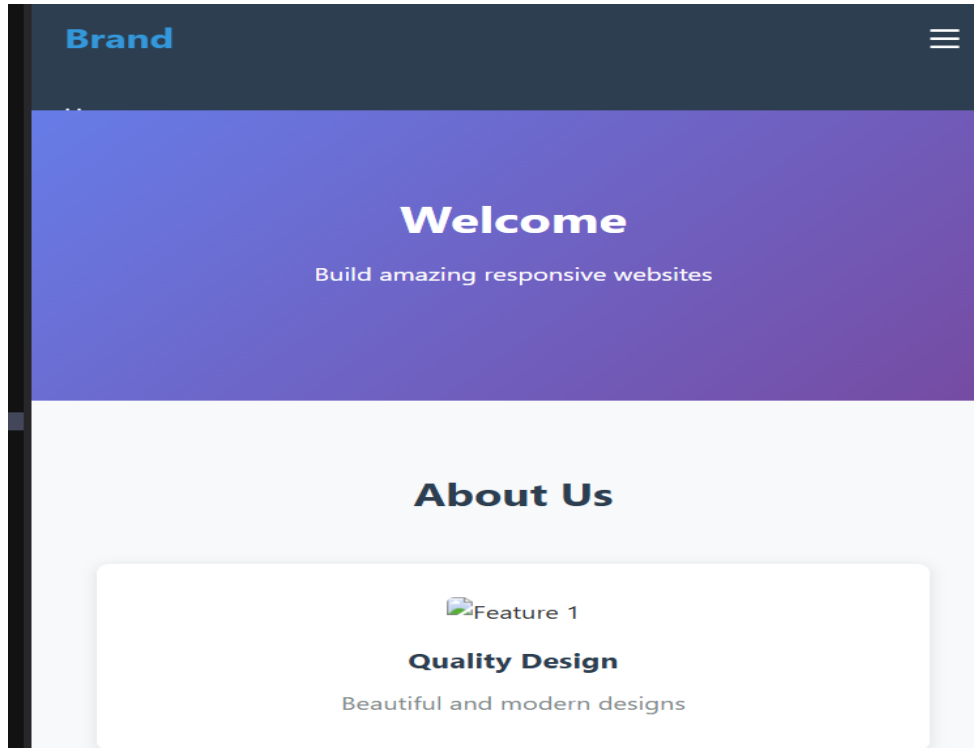 Brand
Welcome
Build amazing responsive websites
About Us
Feature 1
Quality Design
Beautiful and modern designs